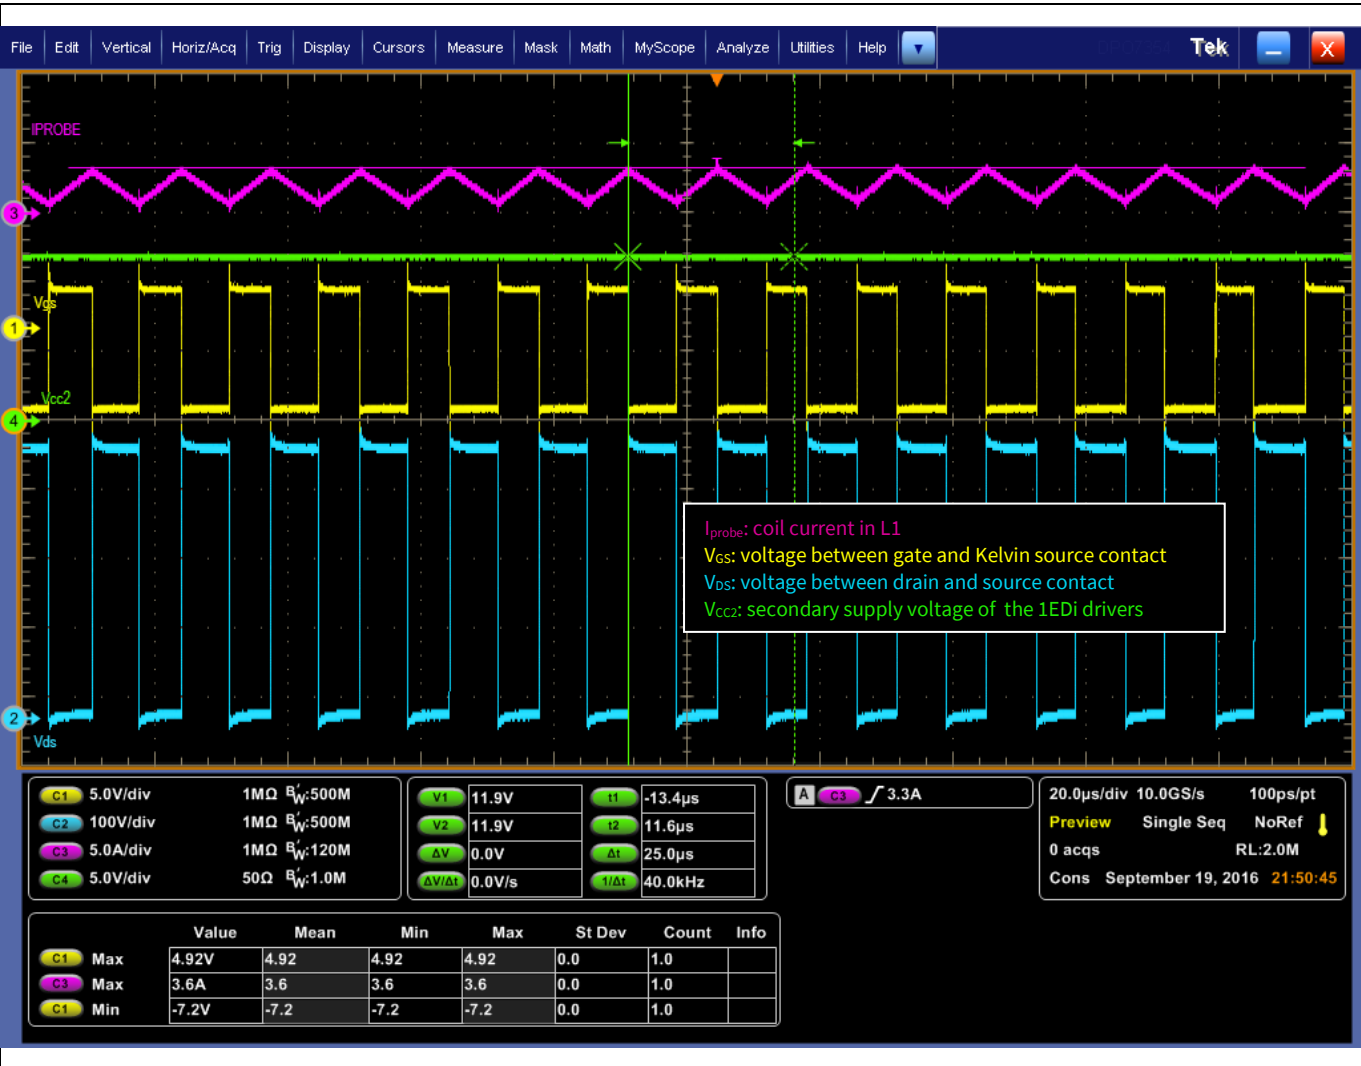 File Edit Vertical Horiz/Acq Trig Display Cursors Measure Mask Math MyScope Analyze Utilities Help Tek X
IPROBE
3
Vgs
1
Vcc2
4
Iprobe: coil current in L1
VGS: voltage between gate and Kelvin source contact
VDS: voltage between drain and source contact
VCC2: secondary supply voltage of the 1EDi drivers
2
Vds
C1 5.0V/div 1MΩ BW:500M
C2 100V/div 1MΩ BW:500M
C3 5.0A/div 1MΩ BW:120M
C4 5.0V/div 50Ω BW:1.0M
V1 11.9V t1 -13.4µs
V2 11.9V t2 11.6µs
ΔV 0.0V Δt 25.0µs
ΔV/Δt 0.0V/s 1/Δt 40.0kHz
A C3 3.3A
20.0µs/div 10.0GS/s 100ps/pt
Preview Single Seq NoRef
0 acqs RL:2.0M
Cons September 19, 2016 21:50:45
Value Mean Min Max St Dev Count Info
C1 Max 4.92V 4.92 4.92 4.92 0.0 1.0
C3 Max 3.6A 3.6 3.6 3.6 0.0 1.0
C1 Min -7.2V -7.2 -7.2 -7.2 0.0 1.0